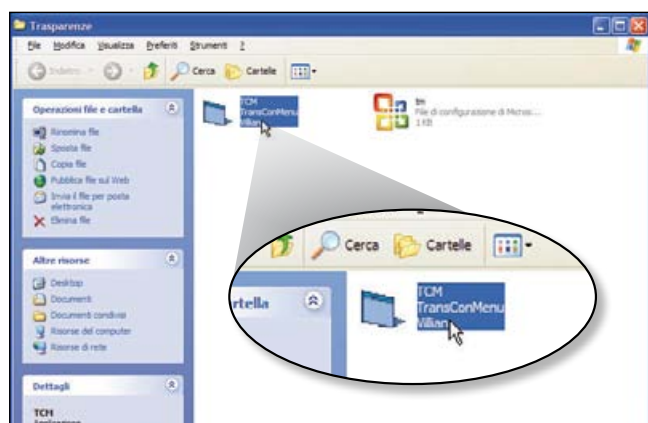 Trasparenze
File Modifica Visualizza Preferiti Strumenti ?
Indietro Cerca Cartelle
Operazioni file e cartella
Rinomina file
Sposta file
Copia file
Pubblica file sul Web
Invia il file per posta
elettronica
Elimina file
Altre risorse
Desktop
Documenti
Documenti condivisi
Risorse del computer
Risorse di rete
Dettagli
TCM
Applicazione
TCM
TransConMenu
tm
File di configurazione di
1 KB
Cerca Cartelle
rtella
TCM
TransConMenu